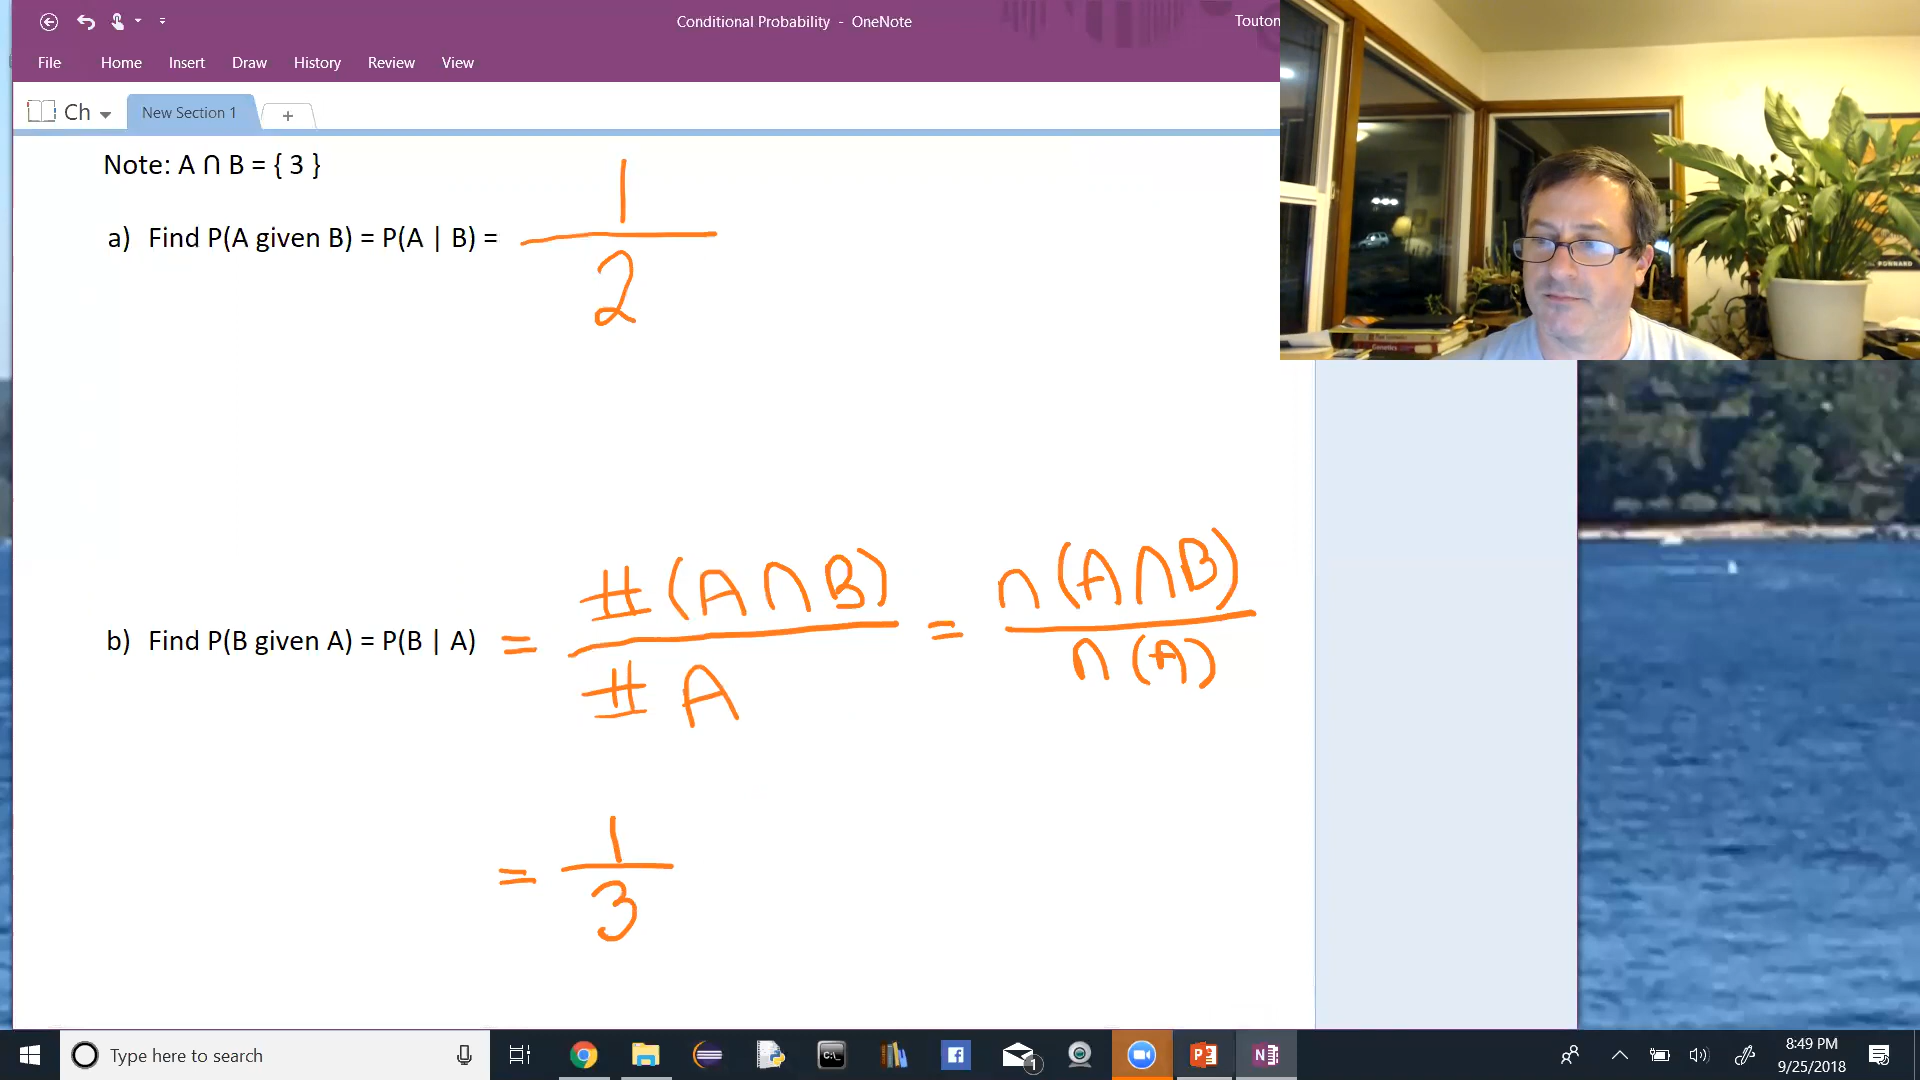 Conditional Probability - OneNote
Touton
File Home Insert Draw History Review View
Ch New Section 1 +
Note: A ∩ B = { 3 }
a) Find P(A given B) = P(A | B) = 1
2
# (A ∩ B) = n (A ∩ B)
b) Find P(B given A) = P(B | A) =
# A
n (A)
= 1
3
Type here to search
8:49 PM
9/25/2018
Genetics